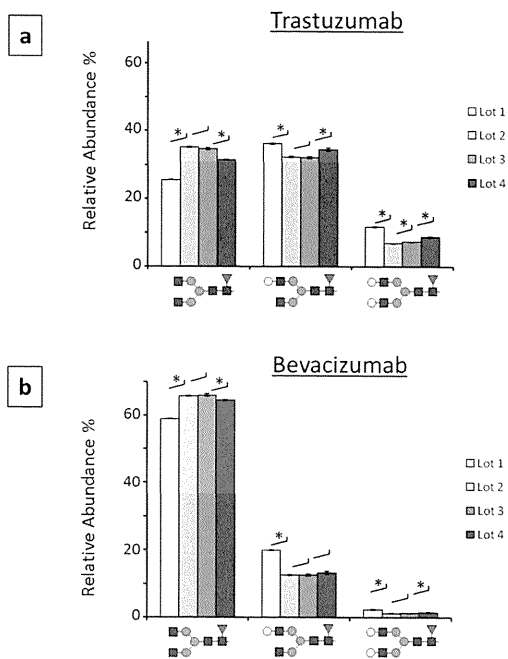 a
Trastuzumab
Relative Abundance %
60
40
20
0
* * 
* *
* * *
Lot 1
Lot 2
Lot 3
Lot 4
b
Bevacizumab
Relative Abundance %
60
40
20
0
* *
*
* *
Lot 1
Lot 2
Lot 3
Lot 4